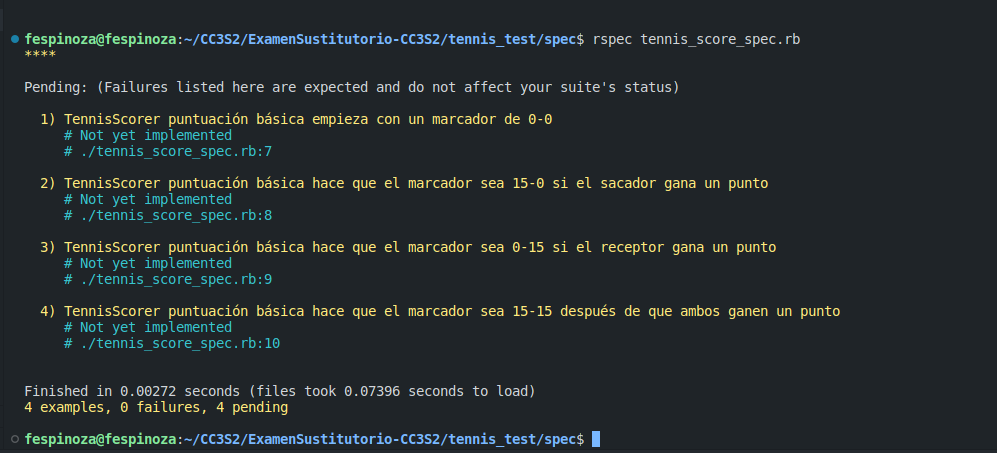 fespinoza@fespinoza:~/CC3S2/ExamenSustitutorio-CC3S2/tennis_test/spec$ rspec tennis_score_spec.rb
****
Pending: (Failures listed here are expected and do not affect your suite's status)
1) TennisScorer puntuación básica empieza con un marcador de 0-0
# Not yet implemented
# ./tennis_score_spec.rb:7
2) TennisScorer puntuación básica hace que el marcador sea 15-0 si el sacador gana un punto
# Not yet implemented
# ./tennis_score_spec.rb:8
3) TennisScorer puntuación básica hace que el marcador sea 0-15 si el receptor gana un punto
# Not yet implemented
# ./tennis_score_spec.rb:9
4) TennisScorer puntuación básica hace que el marcador sea 15-15 después de que ambos ganen un punto
# Not yet implemented
# ./tennis_score_spec.rb:10
Finished in 0.00272 seconds (files took 0.07396 seconds to load)
4 examples, 0 failures, 4 pending
fespinoza@fespinoza:~/CC3S2/ExamenSustitutorio-CC3S2/tennis_test/spec$